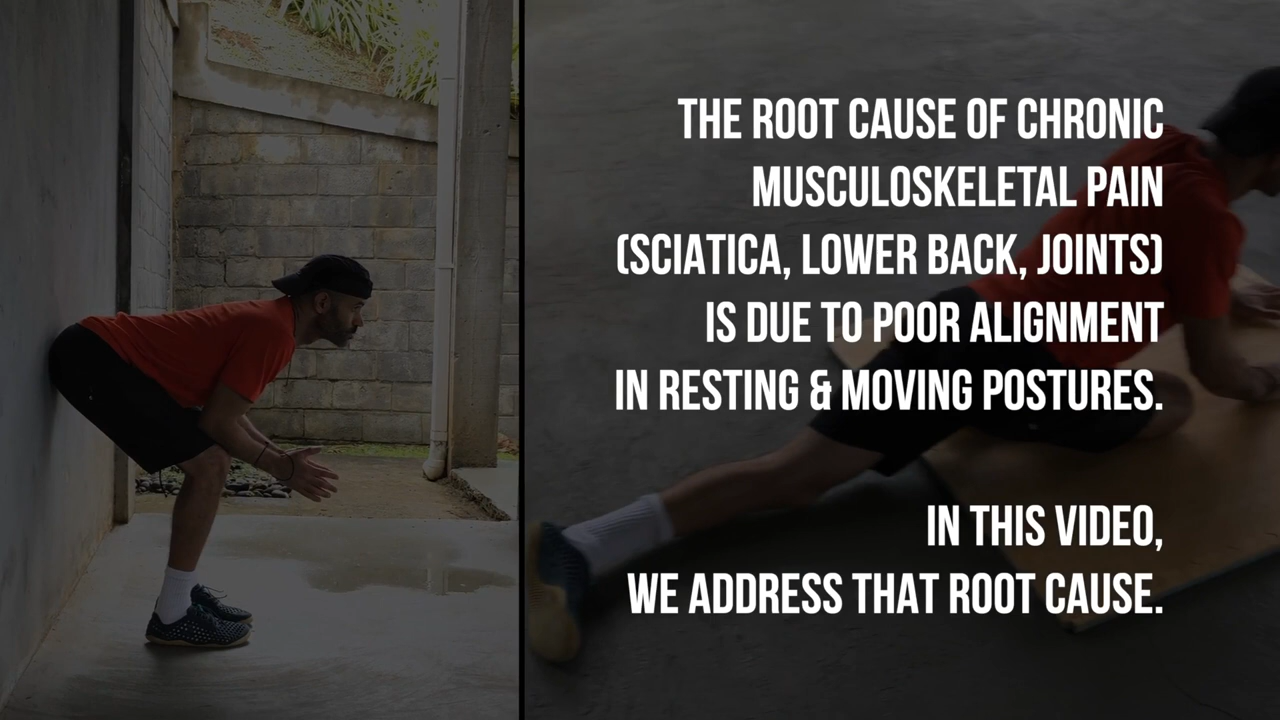 THE ROOT CAUSE OF CHRONIC
MUSCULOSKELETAL PAIN
(SCIATICA, LOWER BACK, JOINTS)
IS DUE TO POOR ALIGNMENT
IN RESTING & MOVING POSTURES.
IN THIS VIDEO,
WE ADDRESS THAT ROOT CAUSE.